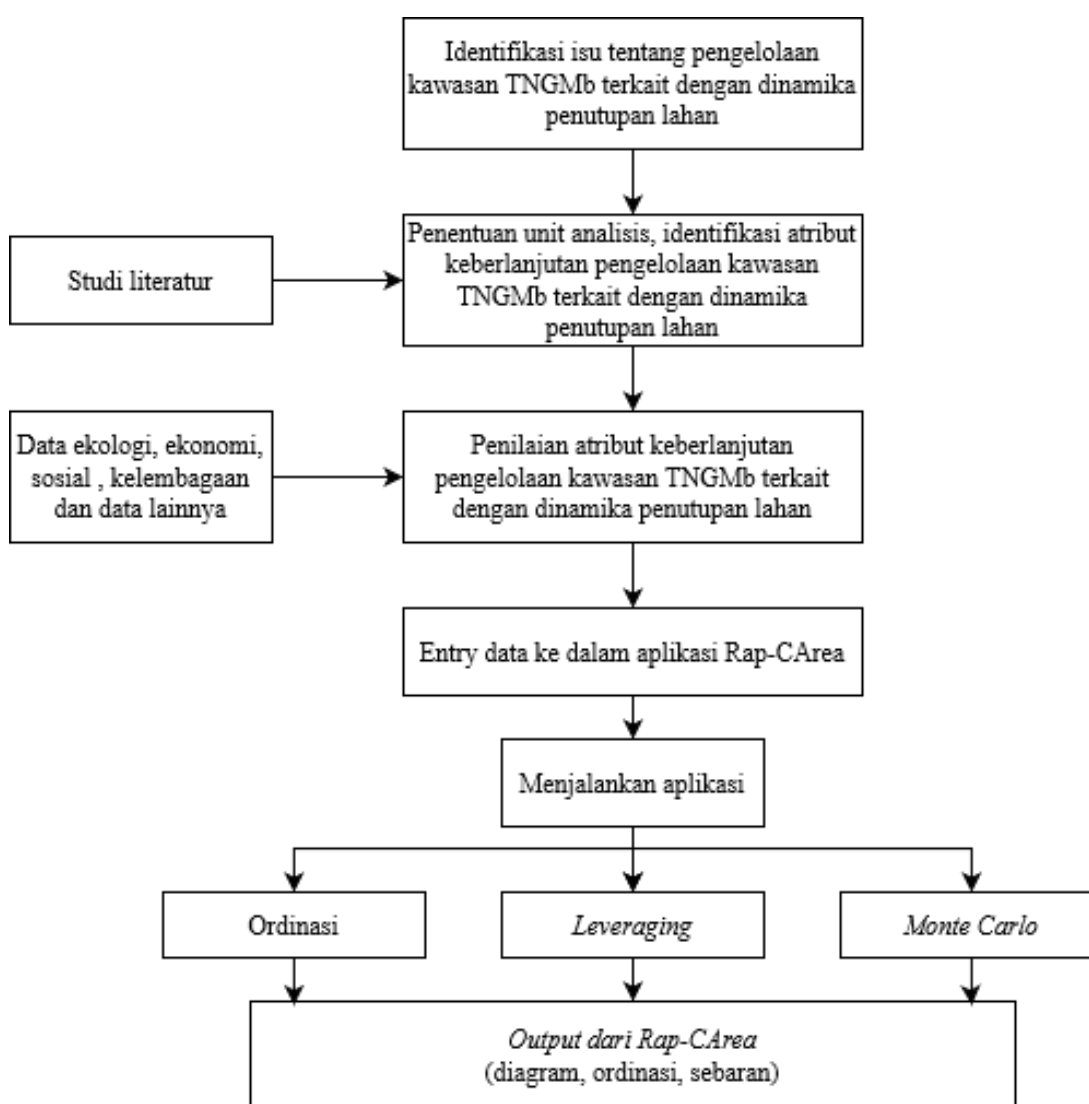 Identifikasi isu tentang pengelolaan
kawasan TNGMb terkait dengan dinamika
penutupan lahan
Studi literatur
Penentuan unit analisis, identifikasi atribut
keberlanjutan pengelolaan kawasan
TNGMb terkait dengan dinamika
penutupan lahan
Data ekologi, ekonomi,
sosial , kelembagaan
dan data lainnya
Penilaian atribut keberlanjutan
pengelolaan kawasan TNGMb terkait
dengan dinamika penutupan lahan
Entry data ke dalam aplikasi Rap-CArea
Menjalankan aplikasi
Ordinasi
Leveraging
Monte Carlo
Output dari Rap-CArea
(diagram, ordinasi, sebaran)